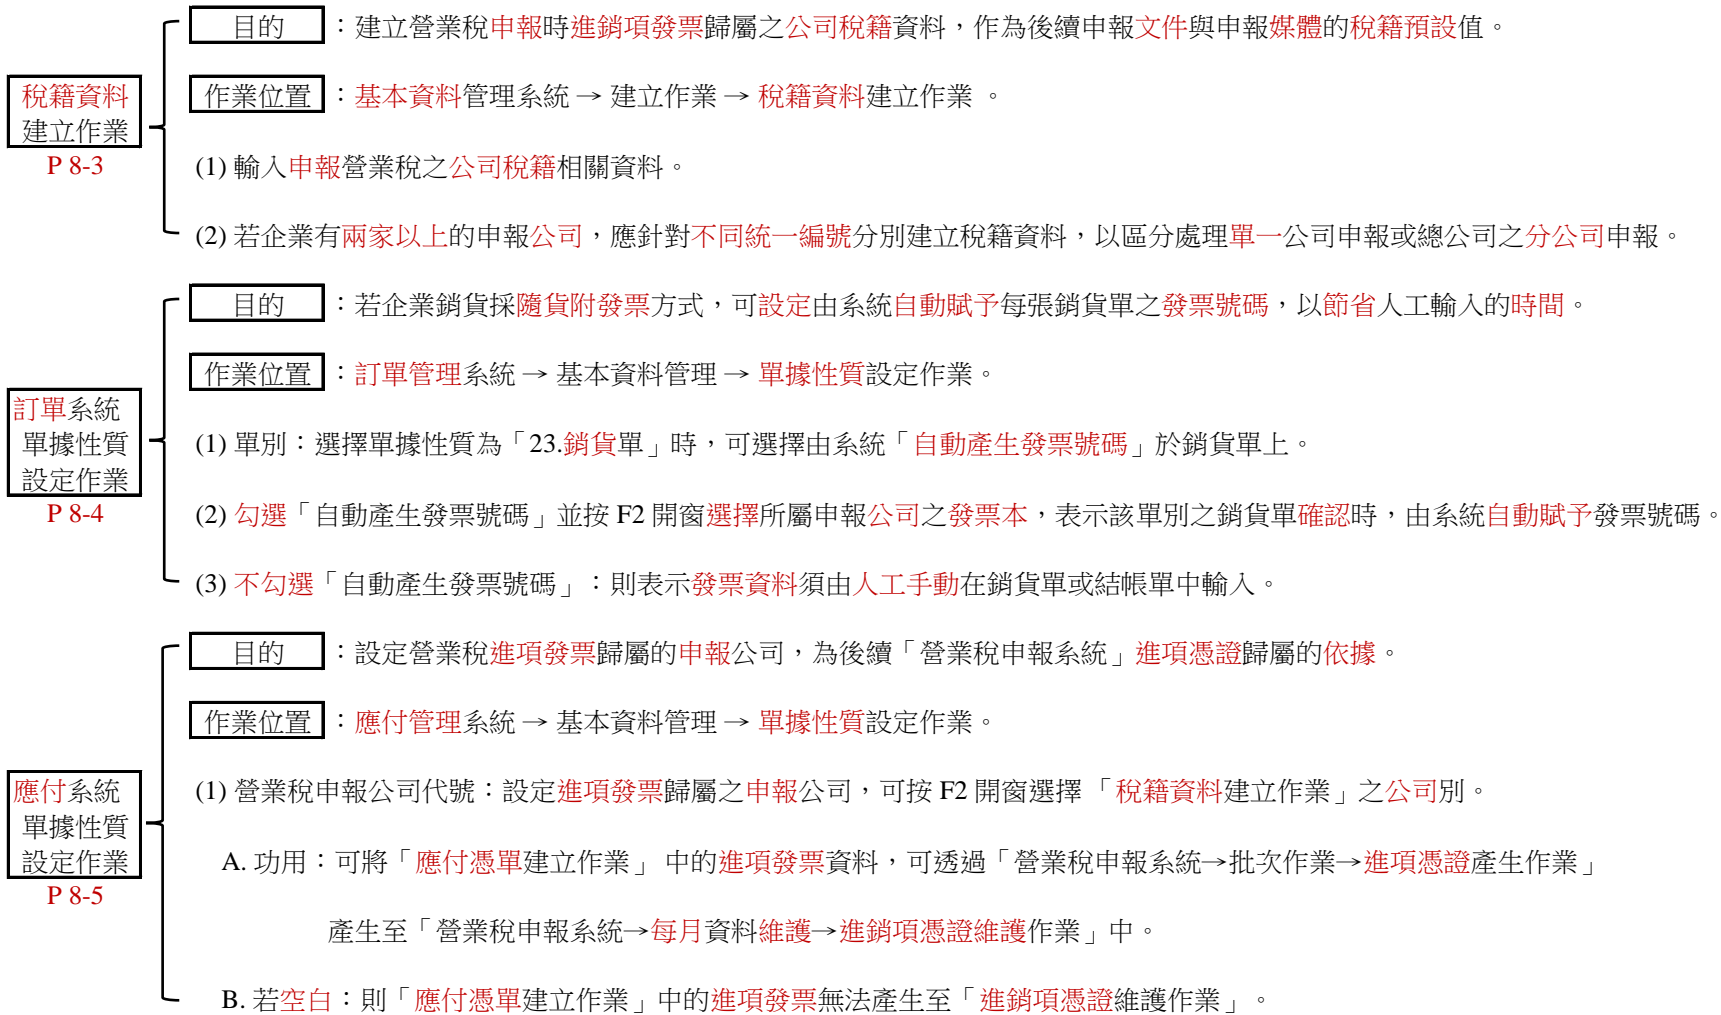 稅籍資料
建立作業
P 8-3
目的：建立營業稅申報時進銷項發票歸屬之公司稅籍資料，作為後續申報文件與申報媒體的稅籍預設值。
作業位置：基本資料管理系統 → 建立作業 → 稅籍資料建立作業 。
(1) 輸入申報營業稅之公司稅籍相關資料。
(2) 若企業有兩家以上的申報公司，應針對不同統一編號分別建立稅籍資料，以區分處理單一公司申報或總公司之分公司申報。
訂單系統
單據性質
設定作業
P 8-4
目的：若企業銷貨採隨貨附發票方式，可設定由系統自動賦予每張銷貨單之發票號碼，以節省人工輸入的時間。
作業位置：訂單管理系統 → 基本資料管理 → 單據性質設定作業。
(1) 單別：選擇單據性質為「23.銷貨單」時，可選擇由系統「自動產生發票號碼」於銷貨單上。
(2) 勾選「自動產生發票號碼」並按 F2 開窗選擇所屬申報公司之發票本，表示該單別之銷貨單確認時，由系統自動賦予發票號碼。
(3) 不勾選「自動產生發票號碼」：則表示發票資料須由人工手動在銷貨單或結帳單中輸入。
應付系統
單據性質
設定作業
P 8-5
目的：設定營業稅進項發票歸屬的申報公司，為後續「營業稅申報系統」進項憑證歸屬的依據。
作業位置：應付管理系統 → 基本資料管理 → 單據性質設定作業。
(1) 營業稅申報公司代號：設定進項發票歸屬之申報公司，可按 F2 開窗選擇 「稅籍資料建立作業」之公司別。
A. 功用：可將「應付憑單建立作業」 中的進項發票資料，可透過「營業稅申報系統→批次作業→進項憑證產生作業」
產生至「營業稅申報系統→每月資料維護→進銷項憑證維護作業」中。
B. 若空白：則「應付憑單建立作業」中的進項發票無法產生至「進銷項憑證維護作業」。